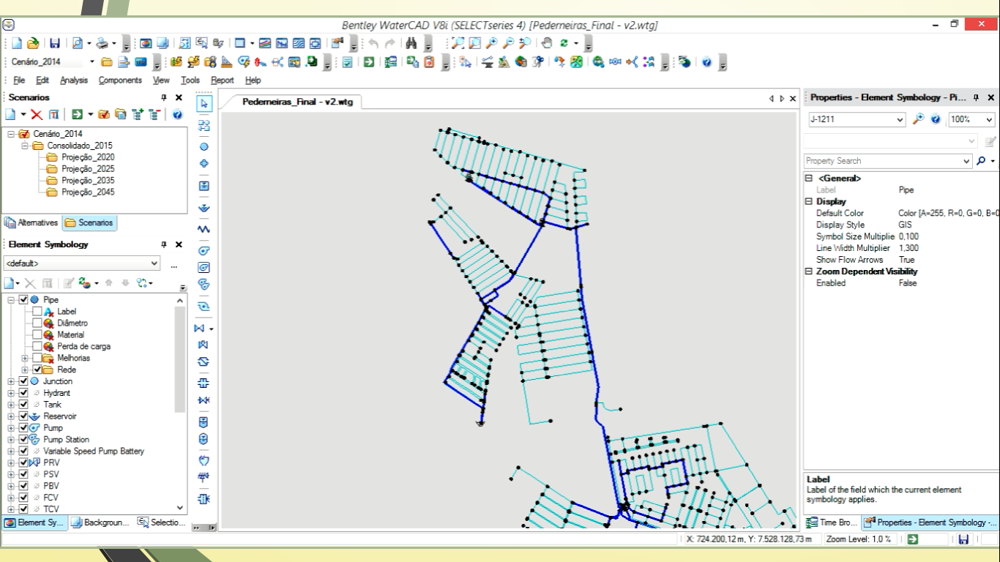 Bentley WaterCAD V8i (SELECTseries 4) [Pederneiras_Final - v2.wtg]
Cenário_2014
File Edit Analysis Components View Tools Report Help
Scenarios
Cenário_2014
Consolidado_2015
Projeção_2020
Projeção_2025
Projeção_2035
Projeção_2045
Alternatives Scenarios
Element Symbology
<default>
...
Pipe
Label
Diâmetro
Material
Perda de carga
Melhorias
Rede
Junction
Hydrant
Tank
Reservoir
Pump
Pump Station
Variable Speed Pump Battery
PRV
PSV
PBV
FCV
TCV
Element Sy... Backgroun... Selectio...
Pederneiras_Final - v2.wtg
Properties - Element Symbology - Pi...
J-1211 100%
Property Search
<General>
Label Pipe
Display
Default Color Color [A=255, R=0, G=0, B=0
Display Style GIS
Symbol Size Multiplie 0,100
Line Width Multiplier 1,300
Show Flow Arrows True
Zoom Dependent Visibility
Enabled False
Label
Label of the field which the current element
symbology applies.
Time Bro... Properties - Element Symbology -...
X: 724.200,12 m, Y: 7.528.128,73 m Zoom Level: 1,0 %